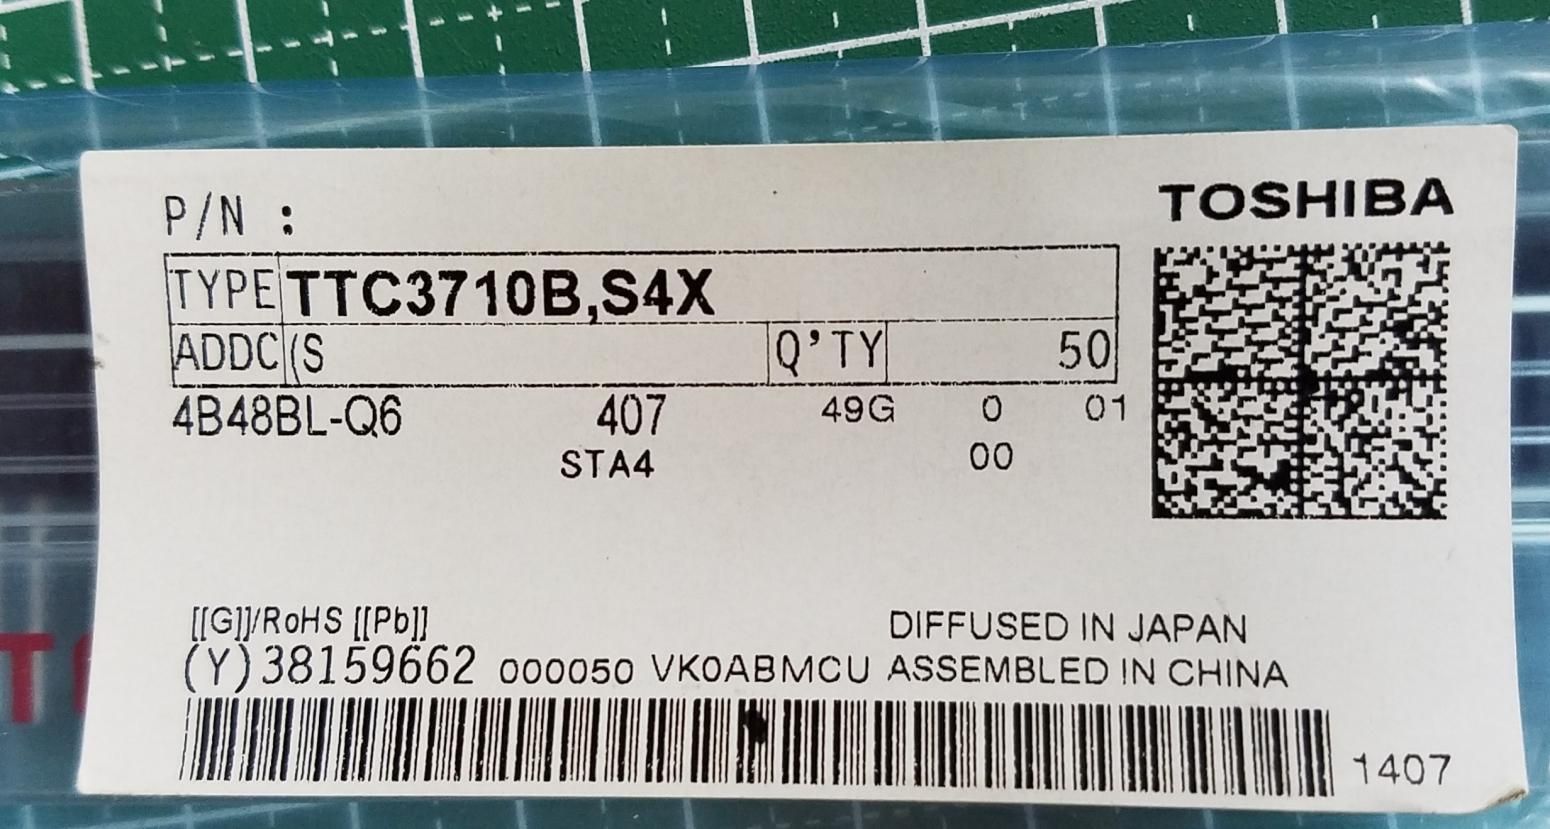 P/N :
TOSHIBA
TYPE TTC3710B,S4X
ADDC (S Q'TY 50
4B48BL-Q6 407 49G 0 01
STA4 00
[[G]]/RoHS [[Pb]] DIFFUSED IN JAPAN
(Y)38159662 000050 VK0ABMCU ASSEMBLED IN CHINA
1407